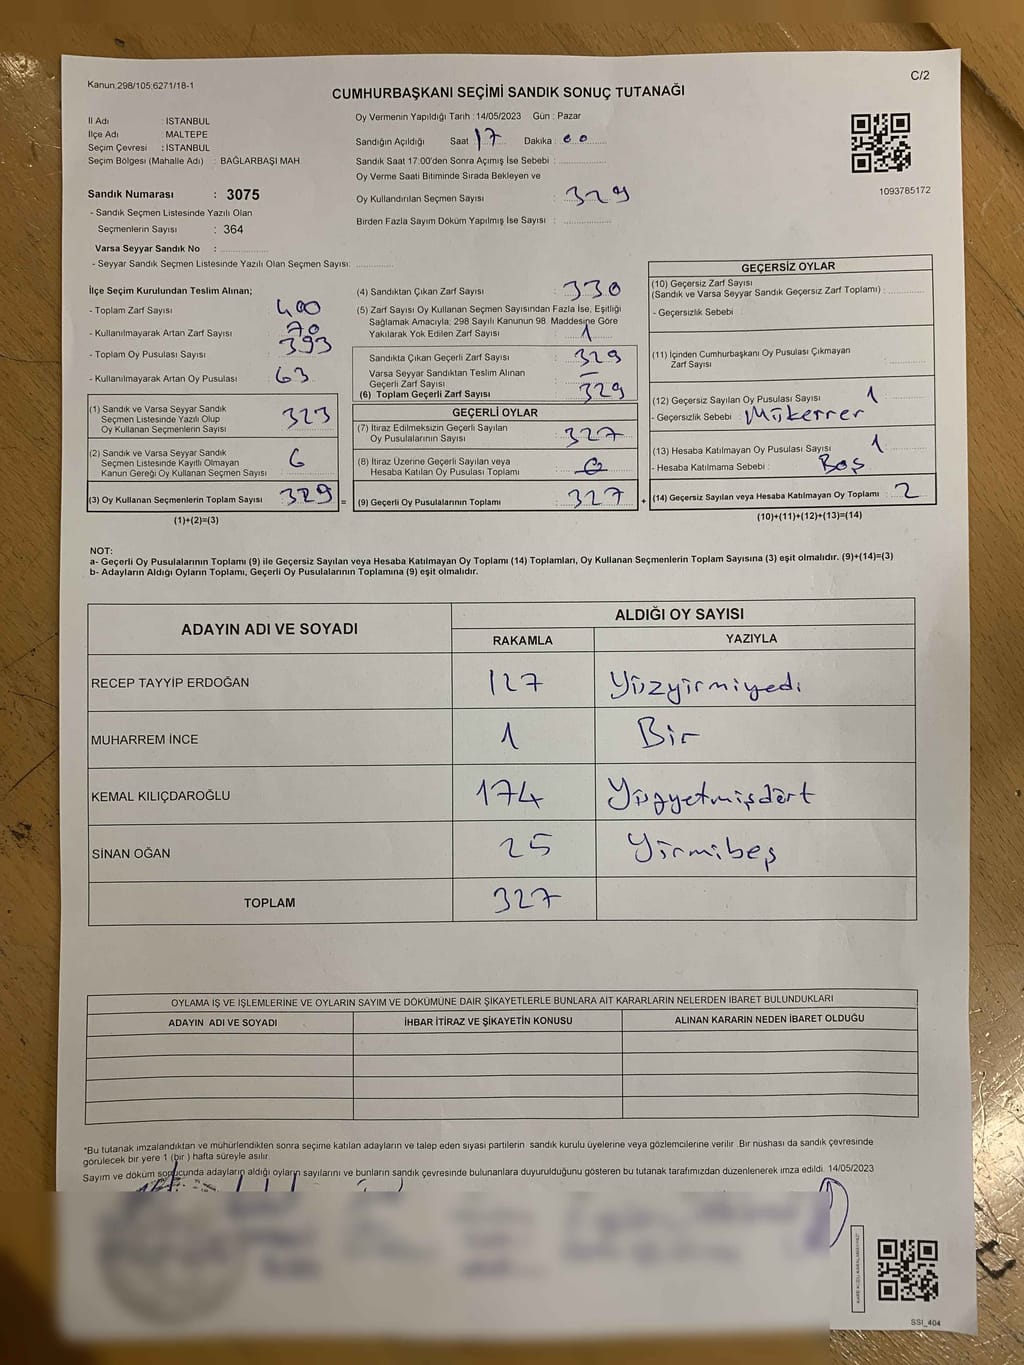 Kanun;298/105;6271/18-1
C/2
CUMHURBAŞKANI SEÇİMİ SANDIK SONUÇ TUTANAĞI
İl Adı : İSTANBUL
İlçe Adı : MALTEPE
Seçim Çevresi : İSTANBUL
Seçim Bölgesi (Mahalle Adı) : BAĞLARBAŞI MAH
Sandık Numarası : 3075
- Sandık Seçmen Listesinde Yazılı Olan
Seçmenlerin Sayısı : 364
Varsa Seyyar Sandık No :
- Seyyar Sandık Seçmen Listesinde Yazılı Olan Seçmen Sayısı:
Oy Vermenin Yapıldığı Tarih : 14/05/2023 Gün : Pazar
Sandığın Açıldığı Saat : 17 Dakika : 00
Sandık Saat 17:00'den Sonra Açımış İse Sebebi :
Oy Verme Saati Bitiminde Sırada Bekleyen ve
Oy Kullandırılan Seçmen Sayısı : 329
Birden Fazla Sayım Döküm Yapılmış İse Sayısı :
1093785172
İlçe Seçim Kurulundan Teslim Alınan;
- Toplam Zarf Sayısı : 400
- Kullanılmayarak Artan Zarf Sayısı : 70
- Toplam Oy Pusulası Sayısı : 393
- Kullanılmayarak Artan Oy Pusulası : 63
(1) Sandık ve Varsa Seyyar Sandık
Seçmen Listesinde Yazılı Olup
Oy Kullanan Seçmenlerin Sayısı : 323
(2) Sandık ve Varsa Seyyar Sandık
Seçmen Listesinde Kayıtlı Olmayan
Kanun Gereği Oy Kullanan Seçmen Sayısı : 6
(3) Oy Kullanan Seçmenlerin Toplam Sayısı : 329 =
(1)+(2)=(3)
(4) Sandıktan Çıkan Zarf Sayısı : 330
(5) Zarf Sayısı Oy Kullanan Seçmen Sayısından Fazla İse, Eşitliği
Sağlamak Amacıyla; 298 Sayılı Kanunun 98. Maddesine Göre
Yakılarak Yok Edilen Zarf Sayısı : 1
Sandıkta Çıkan Geçerli Zarf Sayısı : 329
Varsa Seyyar Sandıktan Teslim Alınan
Geçerli Zarf Sayısı : –
(6) Toplam Geçerli Zarf Sayısı : 329
GEÇERLİ OYLAR
(7) İtiraz Edilmeksizin Geçerli Sayılan
Oy Pusulalarının Sayısı : 327
(8) İtiraz Üzerine Geçerli Sayılan veya
Hesaba Katılan Oy Pusulası Toplamı : 0
(9) Geçerli Oy Pusulalarının Toplamı : 327 +
GEÇERSİZ OYLAR
(10) Geçersiz Zarf Sayısı
(Sandık ve Varsa Seyyar Sandık Geçersiz Zarf Toplamı) :
- Geçersizlik Sebebi :
(11) İçinden Cumhurbaşkanı Oy Pusulası Çıkmayan
Zarf Sayısı :
(12) Geçersiz Sayılan Oy Pusulası Sayısı : 1
- Geçersizlik Sebebi : Mükerrer
(13) Hesaba Katılmayan Oy Pusulası Sayısı : 1
- Hesaba Katılmama Sebebi : Boş
(14) Geçersiz Sayılan veya Hesaba Katılmayan Oy Toplamı : 2
(10)+(11)+(12)+(13)=(14)
NOT:
a- Geçerli Oy Pusulalarının Toplamı (9) ile Geçersiz Sayılan veya Hesaba Katılmayan Oy Toplamı (14) Toplamları, Oy Kullanan Seçmenlerin Toplam Sayısına (3) eşit olmalıdır. (9)+(14)=(3)
b- Adayların Aldığı Oyların Toplamı, Geçerli Oy Pusulalarının Toplamına (9) eşit olmalıdır.
ADAYIN ADI VE SOYADI ALDIĞI OY SAYISI
RAKAMLA YAZIYLA
RECEP TAYYİP ERDOĞAN 127 Yüzyirmiyedi
MUHARREM İNCE 1 Bir
KEMAL KILIÇDAROĞLU 174 Yüzyetmişdört
SİNAN OĞAN 25 Yirmibeş
TOPLAM 327
OYLAMA İŞ VE İŞLEMLERİNE VE OYLARIN SAYIM VE DÖKÜMÜNE DAİR ŞİKAYETLERLE BUNLARA AİT KARARLARIN NELERDEN İBARET BULUNDUKLARI
ADAYIN ADI VE SOYADI İHBAR İTİRAZ VE ŞİKAYETİN KONUSU ALINAN KARARIN NEDEN İBARET OLDUĞU
*Bu tutanak imzalandıktan ve mühürlendikten sonra seçime katılan adayların ve talep eden siyasi partilerin sandık kurulu üyelerine veya gözlemcilerine verilir. Bir nüshası da sandık çevresinde
görülecek bir yere 1 (bir ) hafta süreyle asılır.
Sayım ve döküm sonucunda adayların aldığı oyların sayılarını ve bunların sandık çevresinde bulunanlara duyurulduğunu gösteren bu tutanak tarafımızdan düzenlenerek imza edildi. 14/05/2023
SSI_404